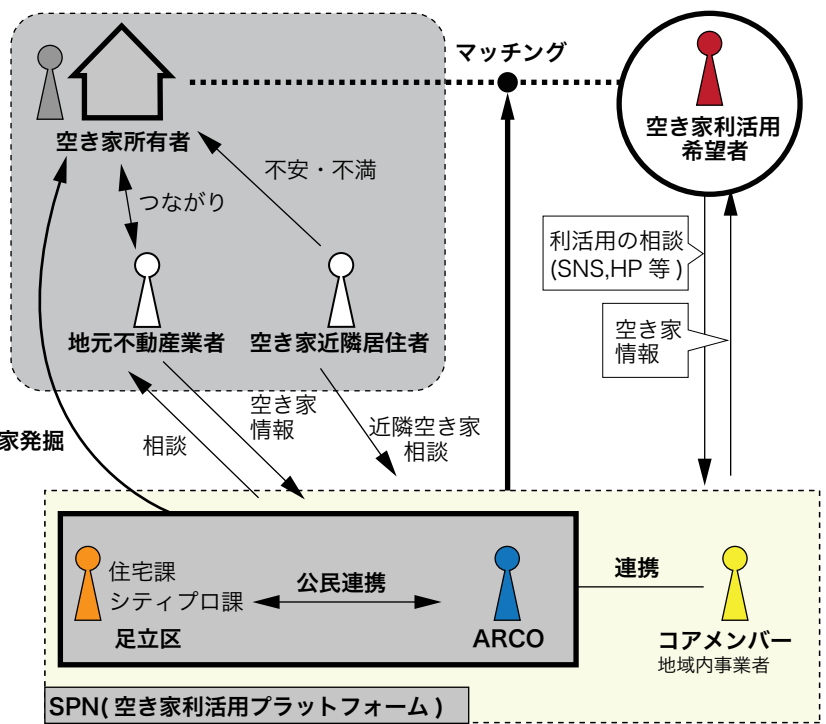 マッチング
空き家所有者
空き家利活用
希望者
不安・不満
つながり
利活用の相談
(SNS,HP 等 )
空き家
情報
地元不動産業者
空き家近隣居住者
空き家
情報
近隣空き家
相談
相談
家発掘
住宅課
シティプロ課
公民連携
連携
足立区
ARCO
コアメンバー
地域内事業者
SPN( 空き家利活用プラットフォーム )